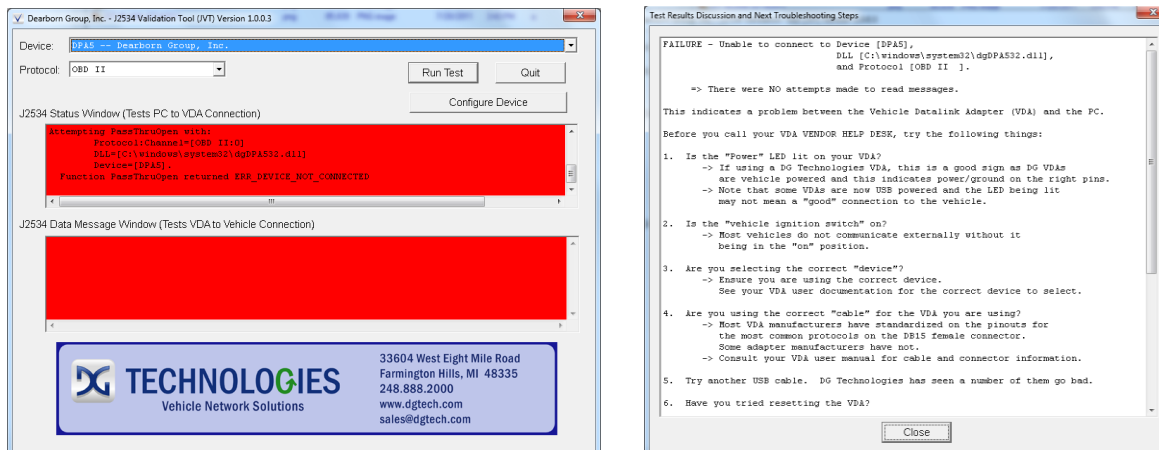 Dearborn Group, Inc. - J2534 Validation Tool (JVT) Version 1.0.0.3
Device: DPA5 -- Dearborn Group, Inc.
Protocol: OBD II
Run Test
Quit
Configure Device
J2534 Status Window (Tests PC to VDA Connection)
Attempting PassThruOpen with:
Protocol:Channel=[OBD II:0]
DLL=[C:\windows\system32\dgDPA532.dll]
Device=[DPA5].
Function PassThruOpen returned ERR_DEVICE_NOT_CONNECTED
J2534 Data Message Window (Tests VDA to Vehicle Connection)
DG TECHNOLOGIES
Vehicle Network Solutions
33604 West Eight Mile Road
Farmington Hills, MI 48335
248.888.2000
www.dgtech.com
sales@dgtech.com
Test Results Discussion and Next Troubleshooting Steps
FAILURE - Unable to connect to Device [DPA5],
DLL [C:\windows\system32\dgDPA532.dll],
and Protocol [OBD II ].
=> There were NO attempts made to read messages.
This indicates a problem between the Vehicle Datalink Adapter (VDA) and the PC.
Before you call your VDA VENDOR HELP DESK, try the following things:
1. Is the "Power" LED lit on your VDA?
-> If using a DG Technologies VDA, this is a good sign as DG VDAs
are vehicle powered and this indicates power/ground on the right pins.
-> Note that some VDAs are now USB powered and the LED being lit
may not mean a "good" connection to the vehicle.
2. Is the "vehicle ignition switch" on?
-> Most vehicles do not communicate externally without it
being in the "on" position.
3. Are you selecting the correct "device"?
-> Ensure you are using the correct device.
See your VDA user documentation for the correct device to select.
4. Are you using the correct "cable" for the VDA you are using?
-> Most VDA manufacturers have standardized on the pinouts for
the most common protocols on the DB15 female connector.
Some adapter manufacturers have not.
-> Consult your VDA user manual for cable and connector information.
5. Try another USB cable. DG Technologies has seen a number of them go bad.
6. Have you tried resetting the VDA?
Close